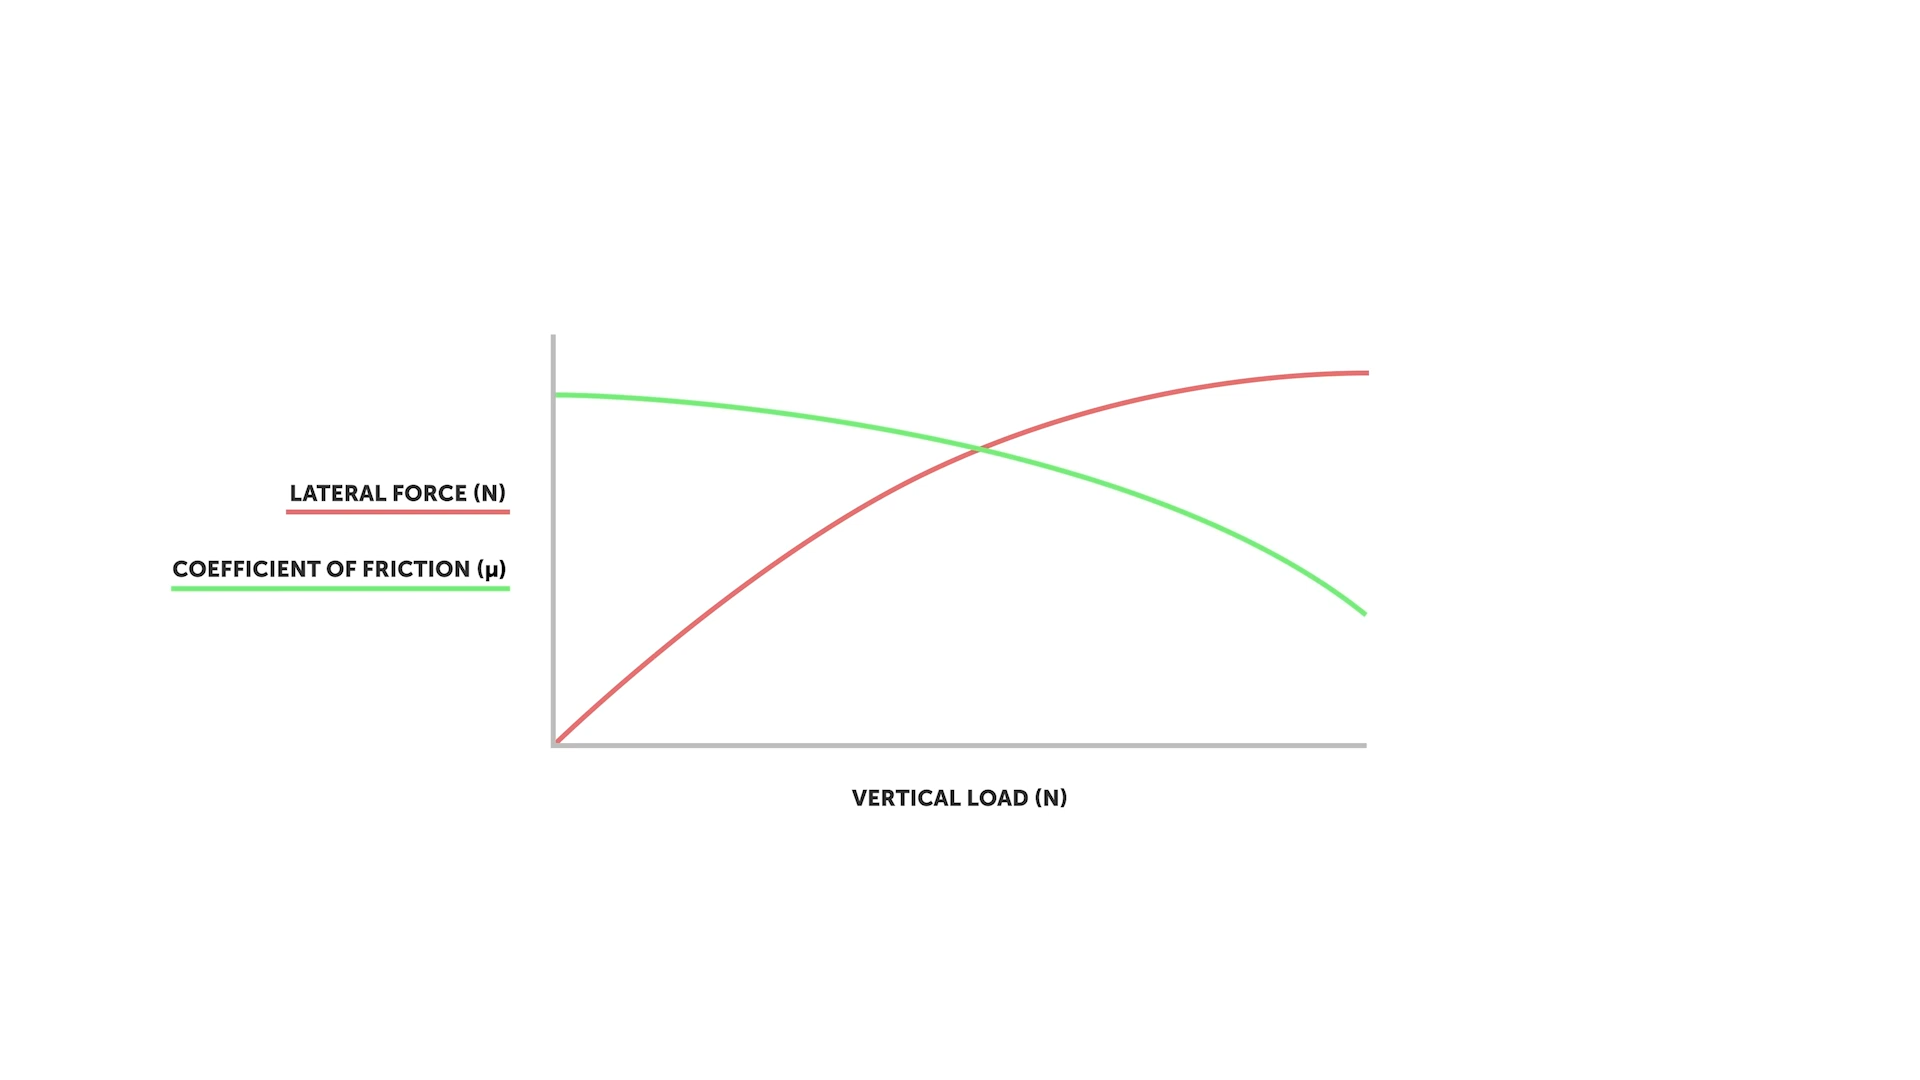 LATERAL FORCE (N)
COEFFICIENT OF FRICTION (μ)
VERTICAL LOAD (N)